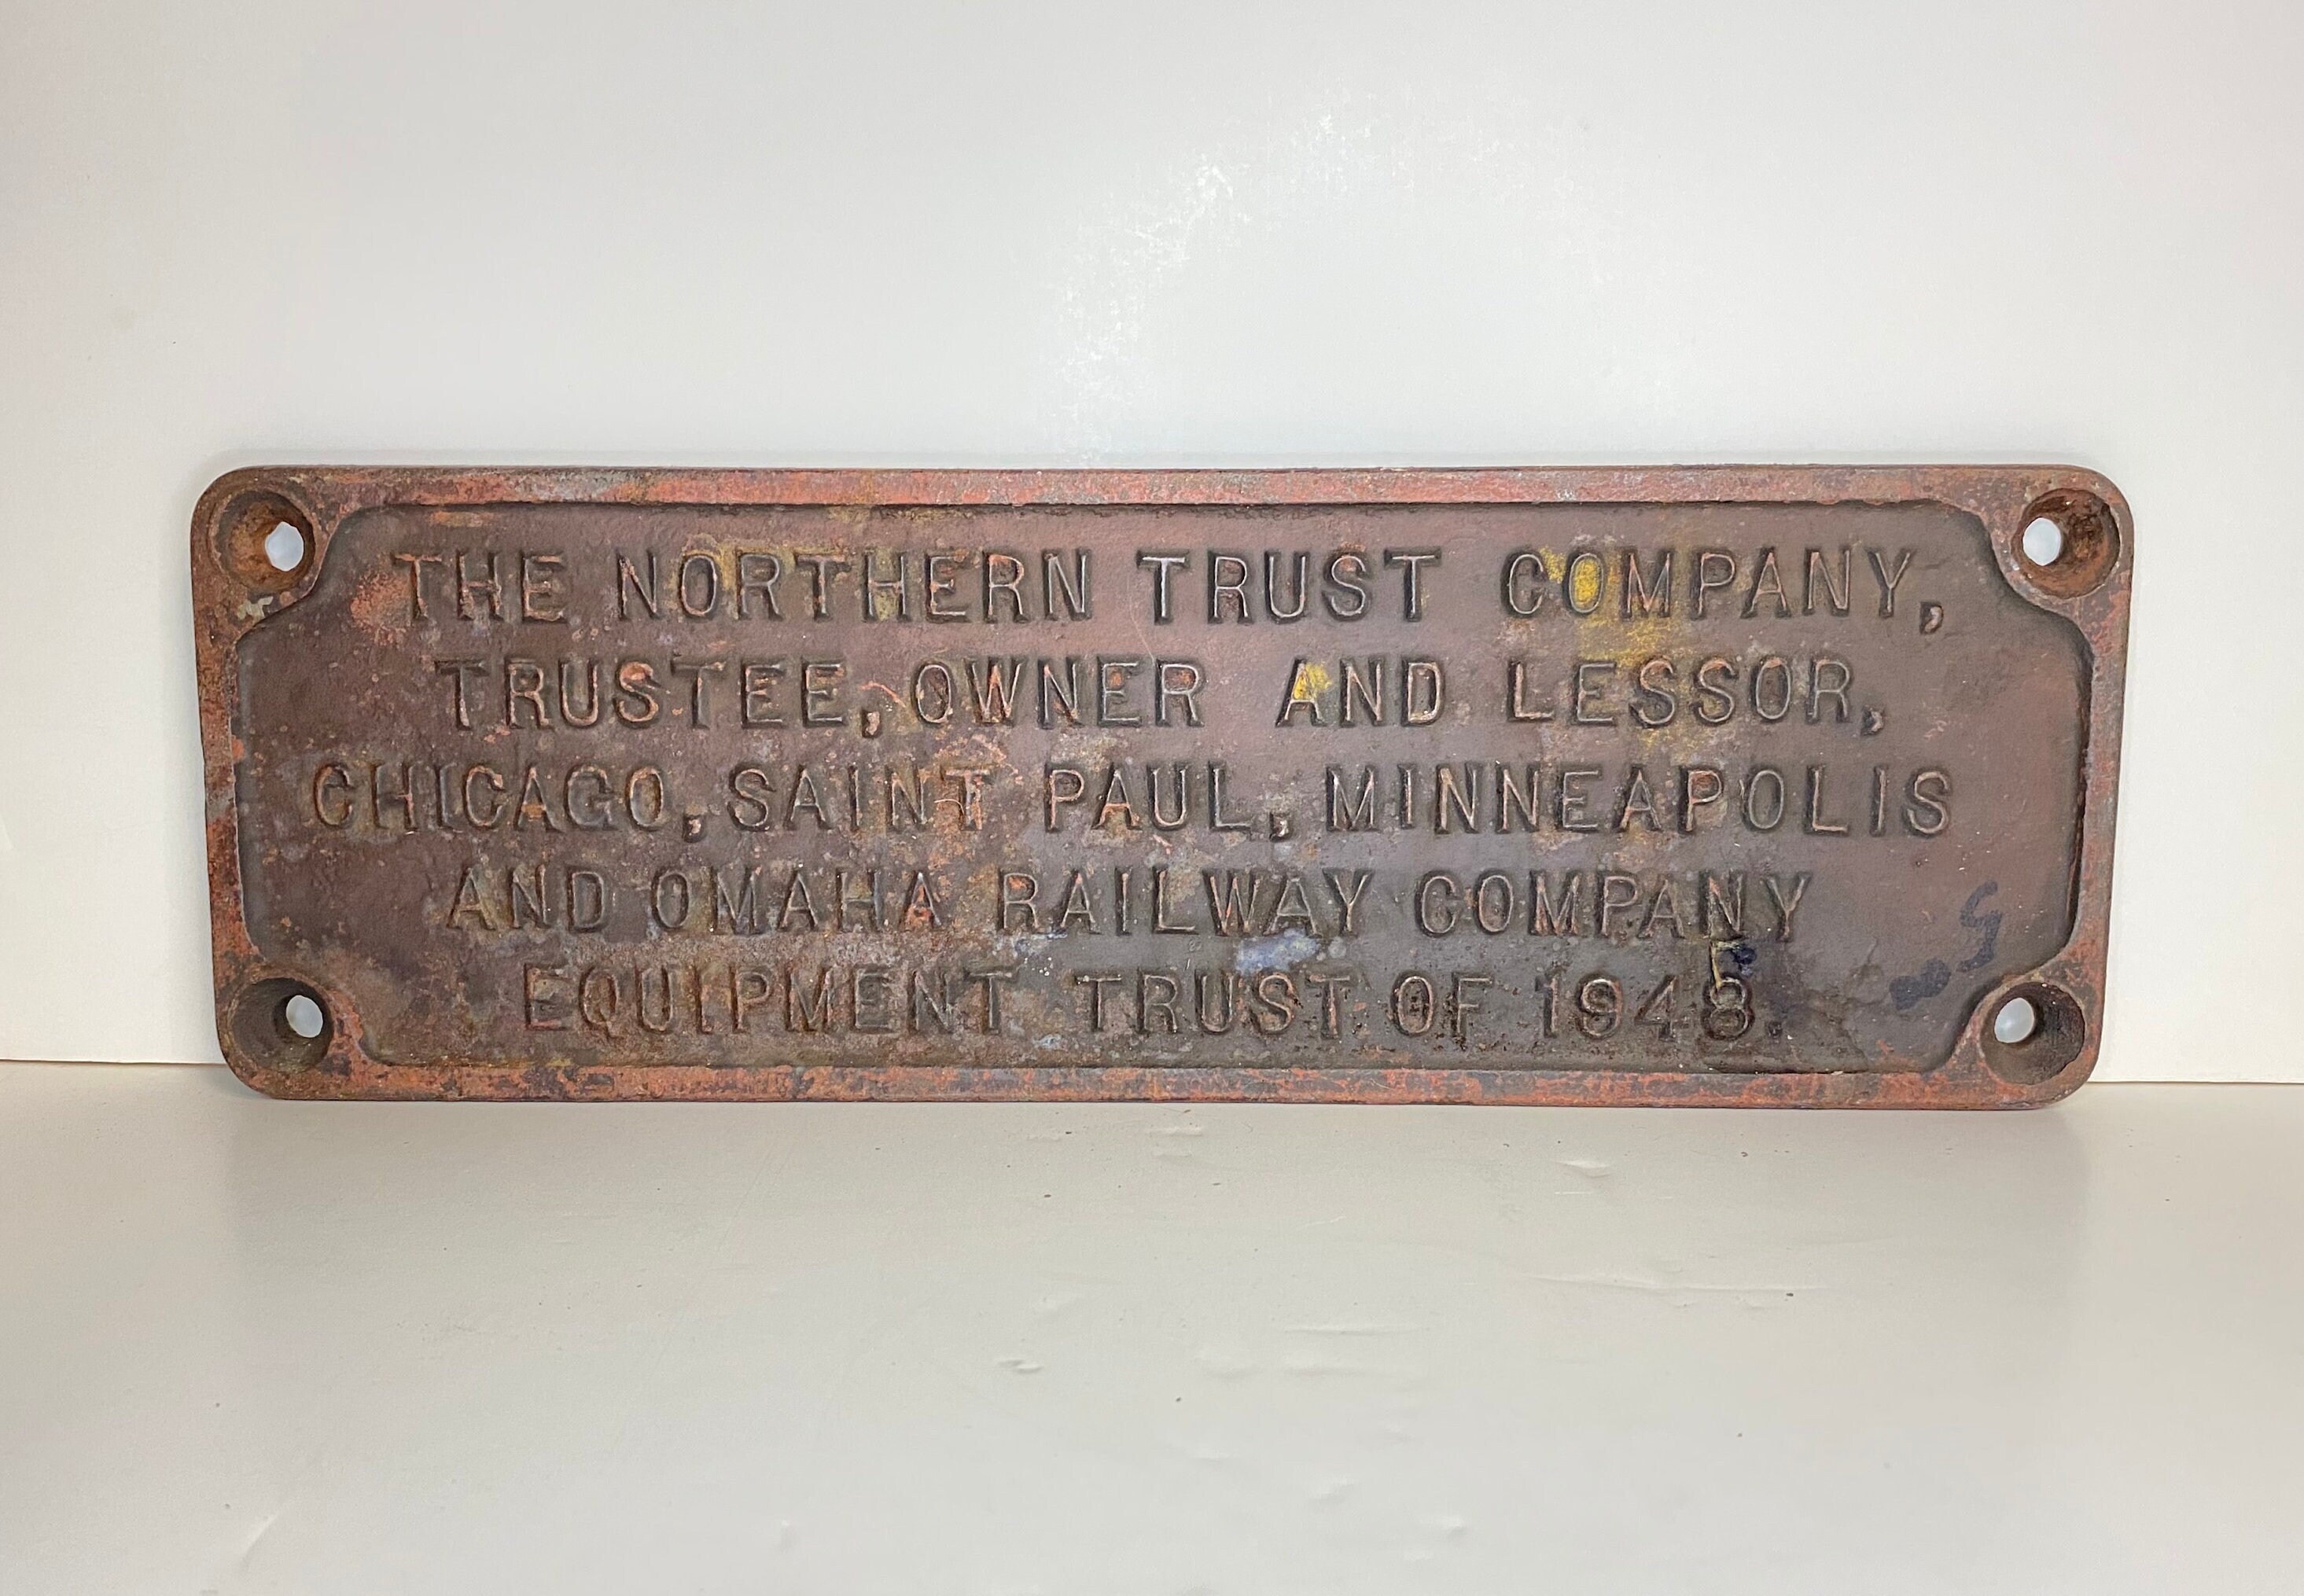 THE NORTHERN TRUST COMPANY,
TRUSTEE, OWNER AND LESSOR,
CHICAGO, SAINT PAUL, MINNEAPOLIS
AND OMAHA RAILWAY COMPANY
EQUIPMENT TRUST OF 1948.